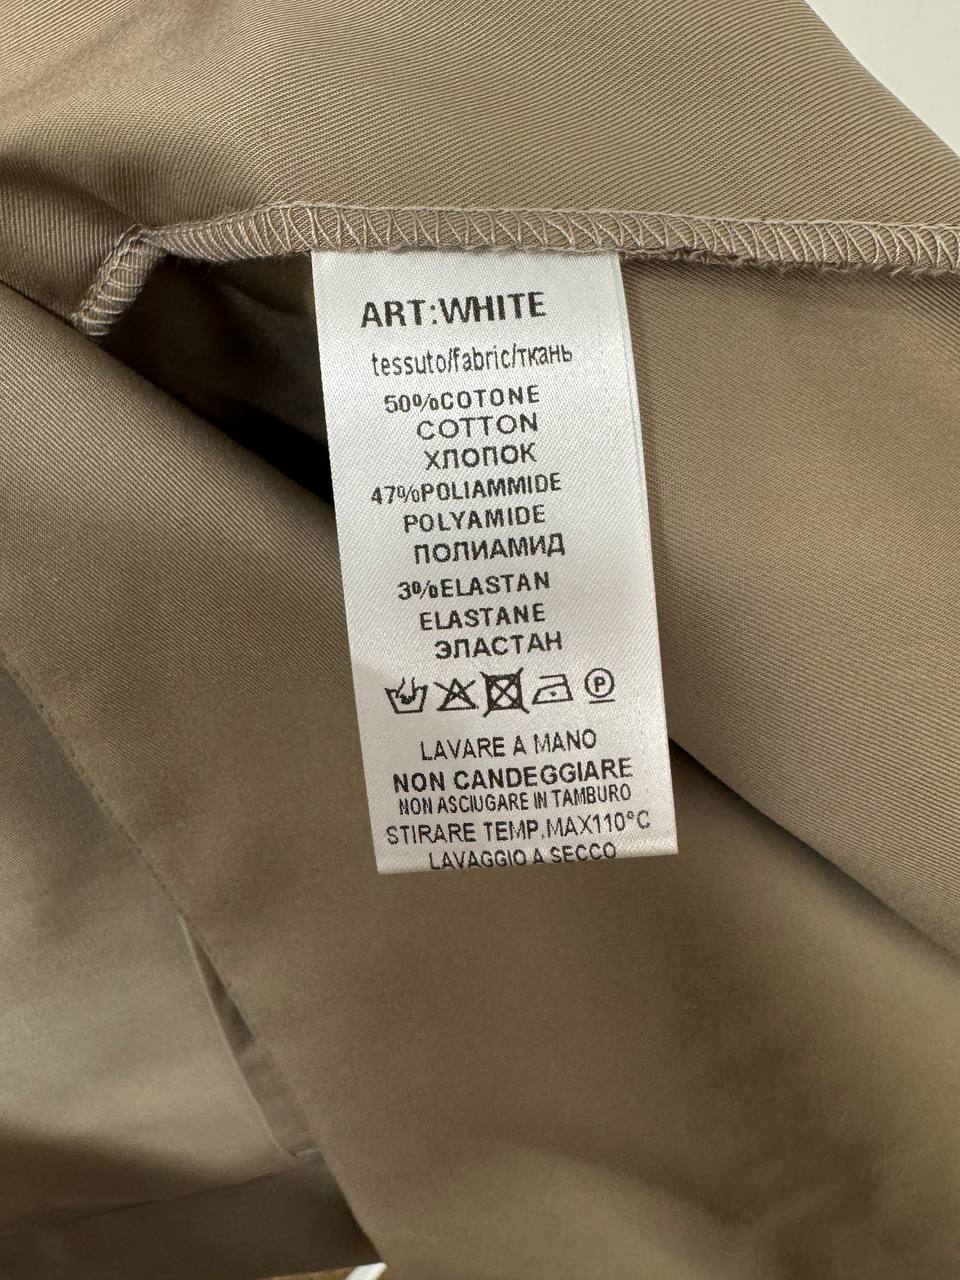 ART:WHITE
tessuto/fabric/ткань
50%COTONE
COTTON
ХЛОПОК
47%POLIAMMIDE
POLYAMIDE
ПОЛИАМИД
3%ELASTAN
ELASTANE
ЭЛАСТАН
P
LAVARE A MANO
NON CANDEGGIARE
NON ASCIUGARE IN TAMBURO
STIRARE TEMP.MAX110°C
LAVAGGIO A SECCO